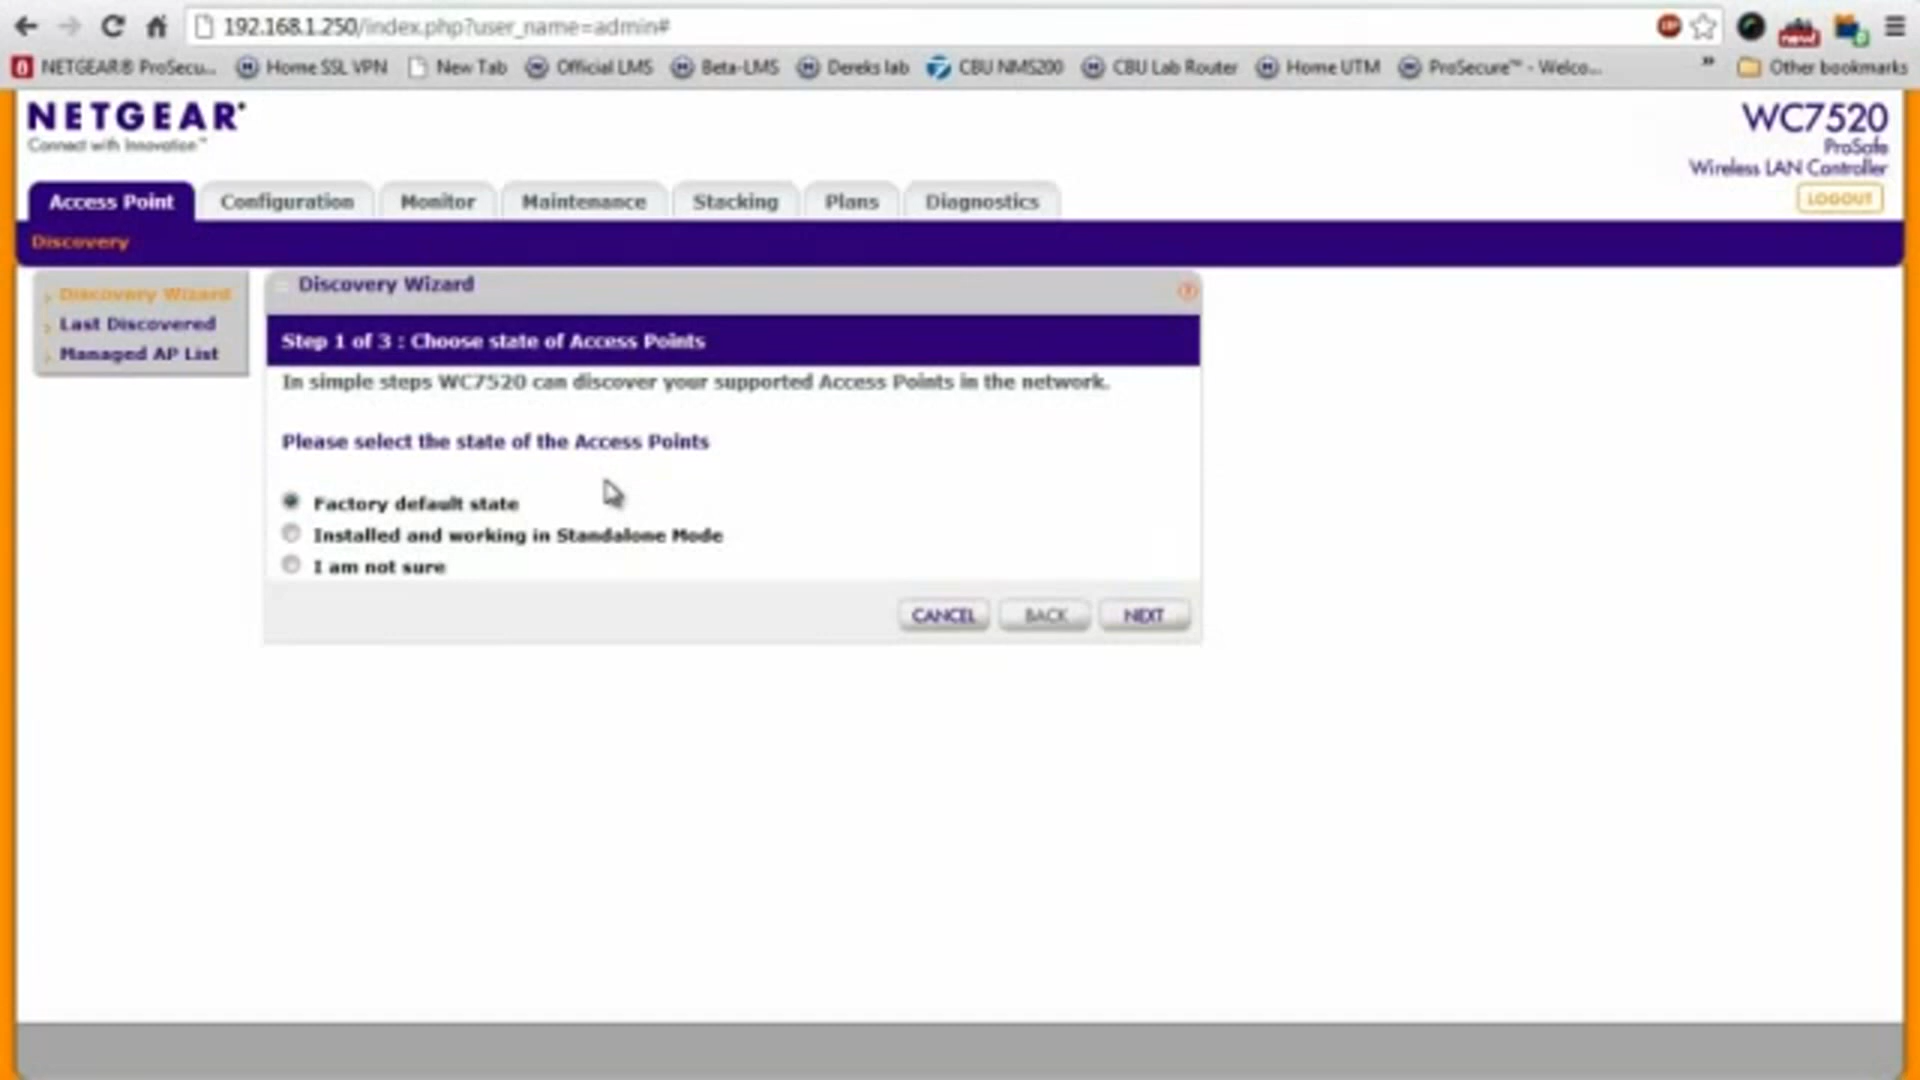 192.168.1.250/index.php?user_name=admin#
NETGEAR® ProSecu... Home SSL VPN New Tab Official LMS Beta-LMS Dereks lab CBU NMS200 CBU Lab Router Home UTM ProSecure™ - Welco... » Other bookmarks
NETGEAR®
Connect with Innovation™
WC7520
ProSafe
Wireless LAN Controller
Access Point Configuration Monitor Maintenance Stacking Plans Diagnostics
LOGOUT
Discovery
Discovery Wizard
Last Discovered
Managed AP List
Discovery Wizard
?
Step 1 of 3 : Choose state of Access Points
In simple steps WC7520 can discover your supported Access Points in the network.
Please select the state of the Access Points
Factory default state
Installed and working in Standalone Mode
I am not sure
CANCEL BACK NEXT